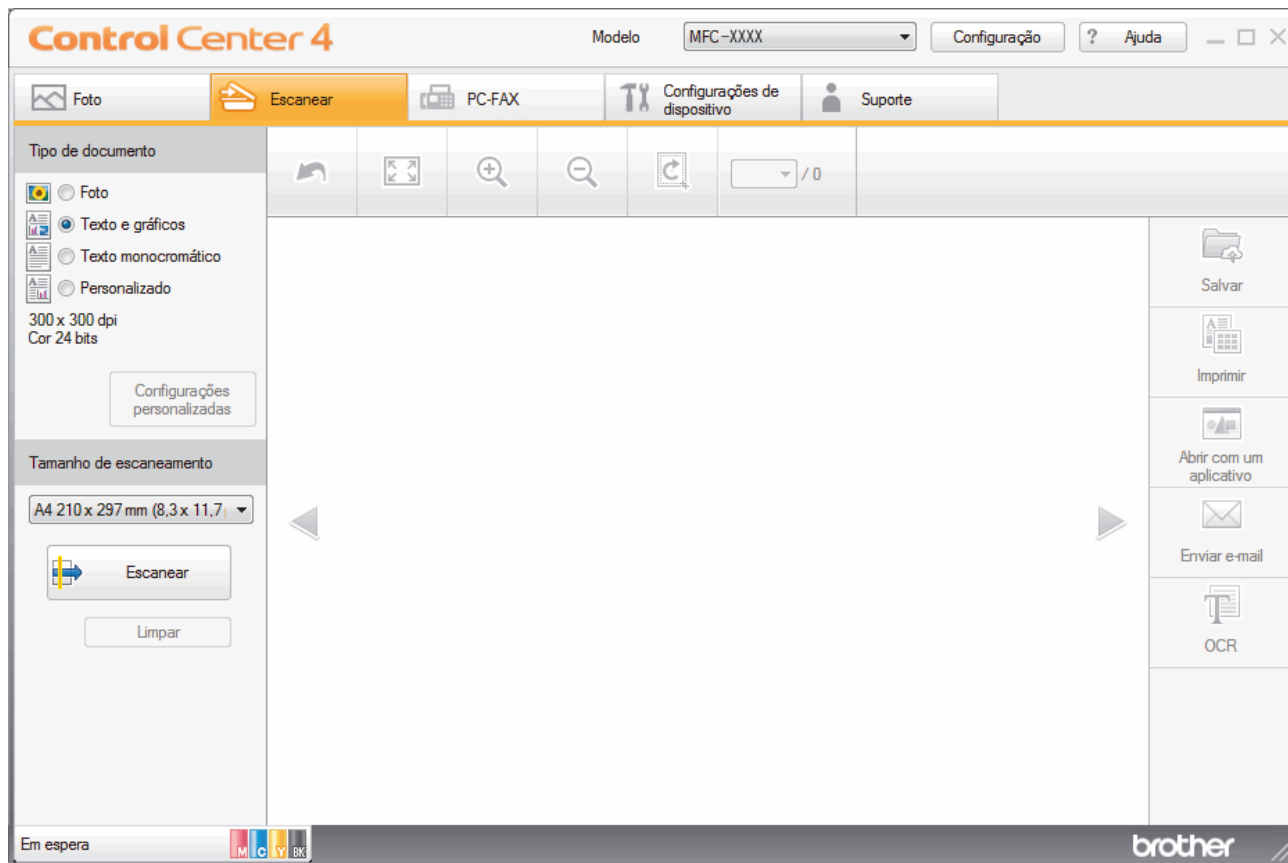 Control Center 4
Modelo
MFC-XXXX
Configuração
? Ajuda
Foto
Escanear
PC-FAX
Configurações de
dispositivo
Suporte
Tipo de documento
Foto
Texto e gráficos
Texto monocromático
Personalizado
300 x 300 dpi
Cor 24 bits
Configurações
personalizadas
Tamanho de escaneamento
A4 210 x 297 mm (8,3 x 11,7
Escanear
Limpar
/ 0
Salvar
Imprimir
Abrir com um
aplicativo
Enviar e-mail
OCR
Em espera
M C Y BK
brother